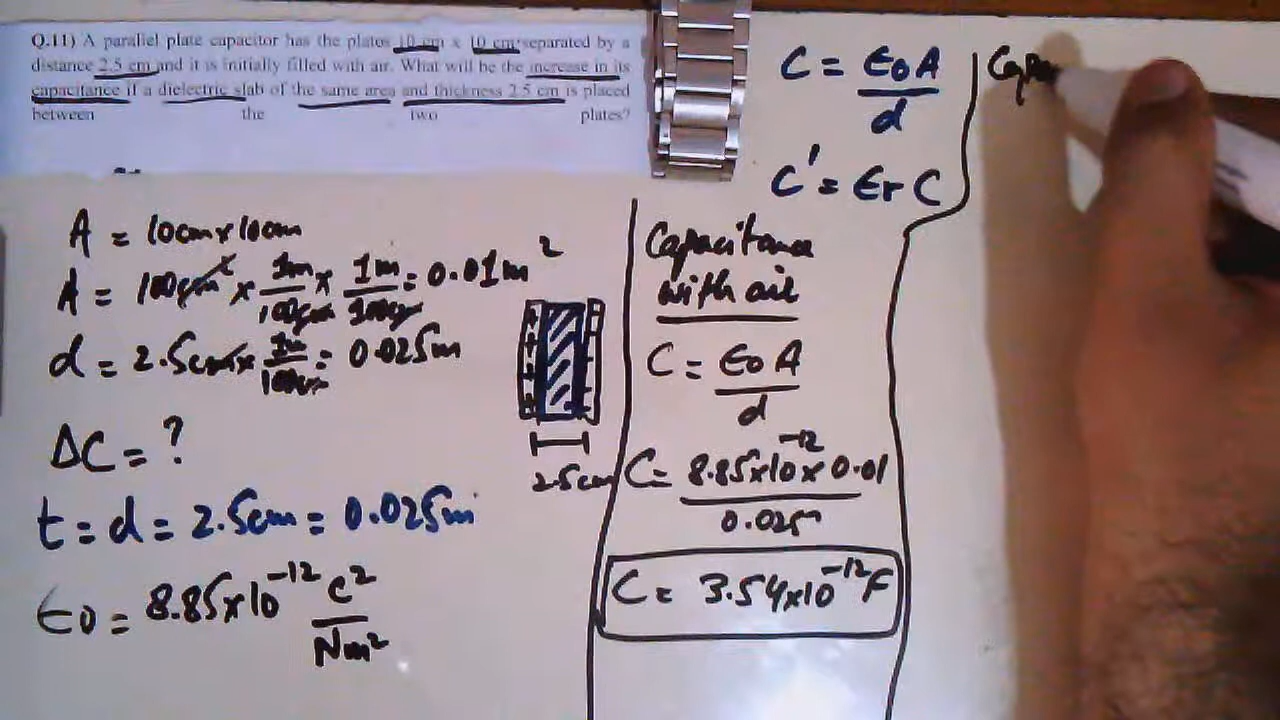 Q.11) A parallel plate capacitor has the plates 10 cm x 10 cm separated by a
distance 2.5 cm and it is initially filled with air. What will be the increase in its
capacitance if a dielectric slab of the same area and thickness 2.5 cm is placed
between the two plates?
A = 10cm x 10cm
A = 100cm² x 1m/100cm x 1m/100cm = 0.01m²
d = 2.5cm x 1m/100cm = 0.025m
ΔC = ?
t = d = 2.5cm = 0.025m
ϵ0 = 8.85x10⁻¹² C²/Nm²
2.5cm
C = ϵ0 A/d
C' = ϵr C
Capacitance
with air
C = ϵ0 A/d
C = 8.85x10⁻¹² x 0.01/0.025
C = 3.54x10⁻¹² F
Capa